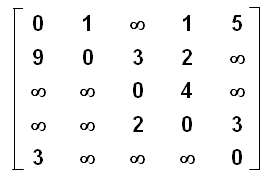 0 1 ∞ 1 5
9 0 3 2 ∞
∞ ∞ 0 4 ∞
∞ ∞ 2 0 3
3 ∞ ∞ ∞ 0